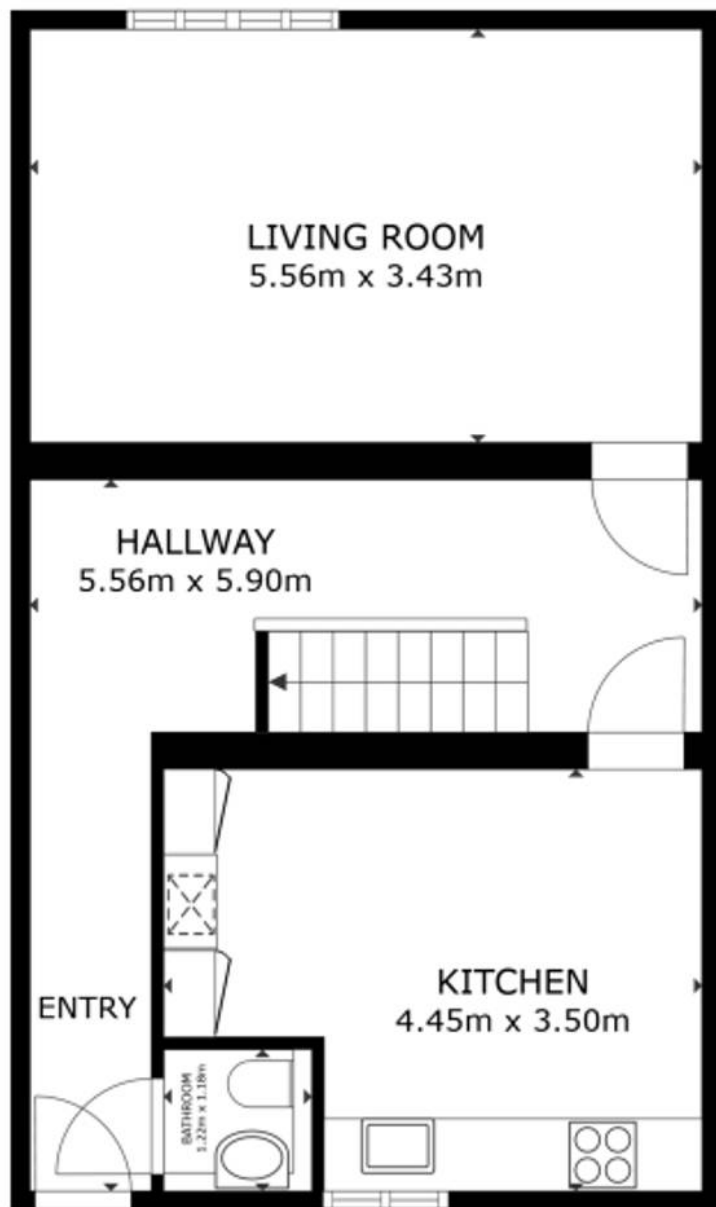 LIVING ROOM
5.56m x 3.43m
HALLWAY
5.56m x 5.90m
KITCHEN
4.45m x 3.50m
ENTRY
BATHROOM
1.22m x 1.18m